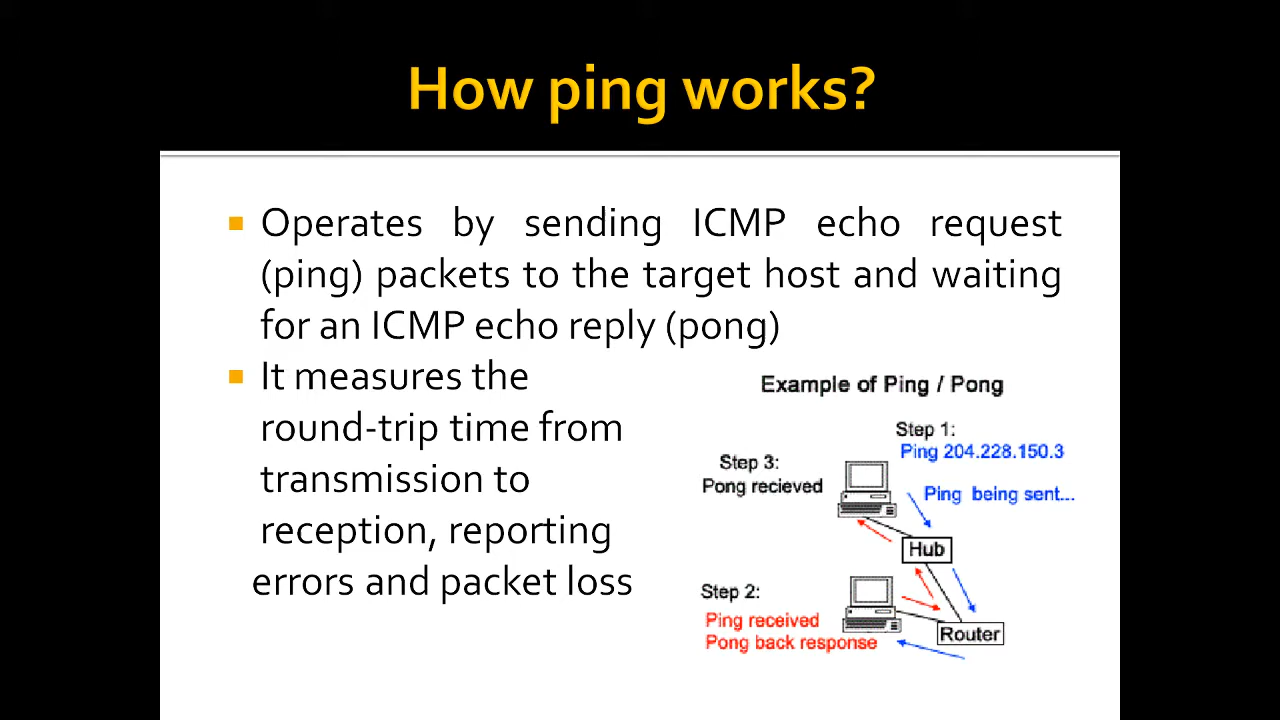 How ping works?
Operates by sending ICMP echo request
(ping) packets to the target host and waiting
for an ICMP echo reply (pong)
It measures the
round-trip time from
transmission to
reception, reporting
errors and packet loss
Example of Ping / Pong
Step 1:
Ping 204.228.150.3
Ping being sent...
Step 3:
Pong recieved
Hub
Step 2:
Ping received
Pong back response
Router